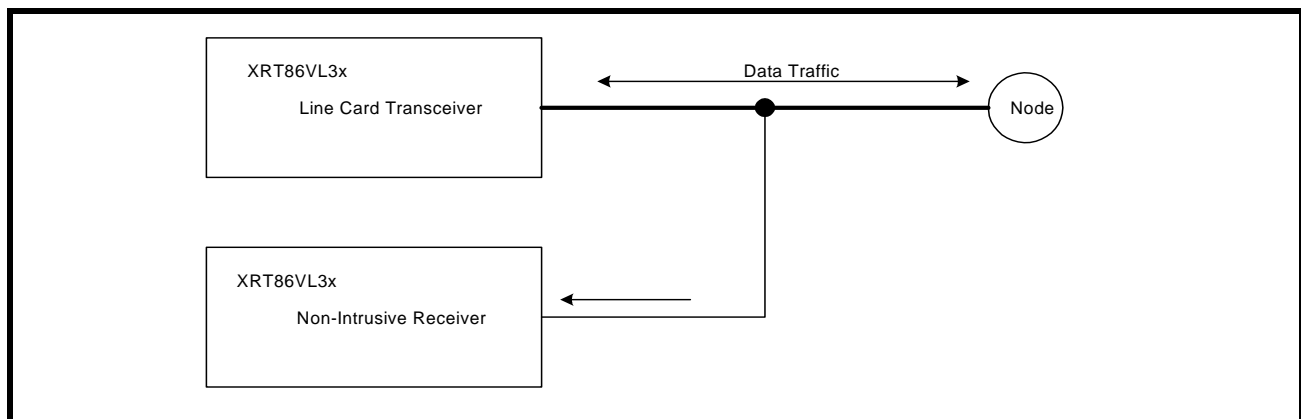 XRT86VL3x
Line Card Transceiver
Data Traffic
Node
XRT86VL3x
Non-Intrusive Receiver